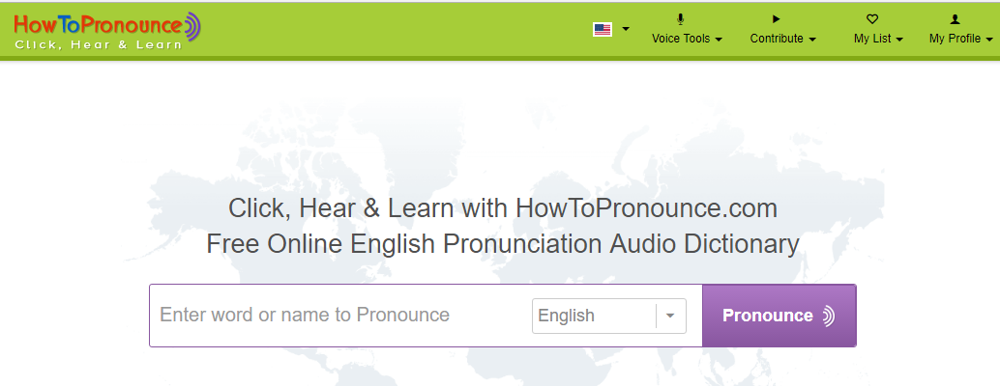 HowToPronounce
Click, Hear & Learn
Voice Tools
Contribute
My List
My Profile
Click, Hear & Learn with HowToPronounce.com
Free Online English Pronunciation Audio Dictionary
Enter word or name to Pronounce
English
Pronounce